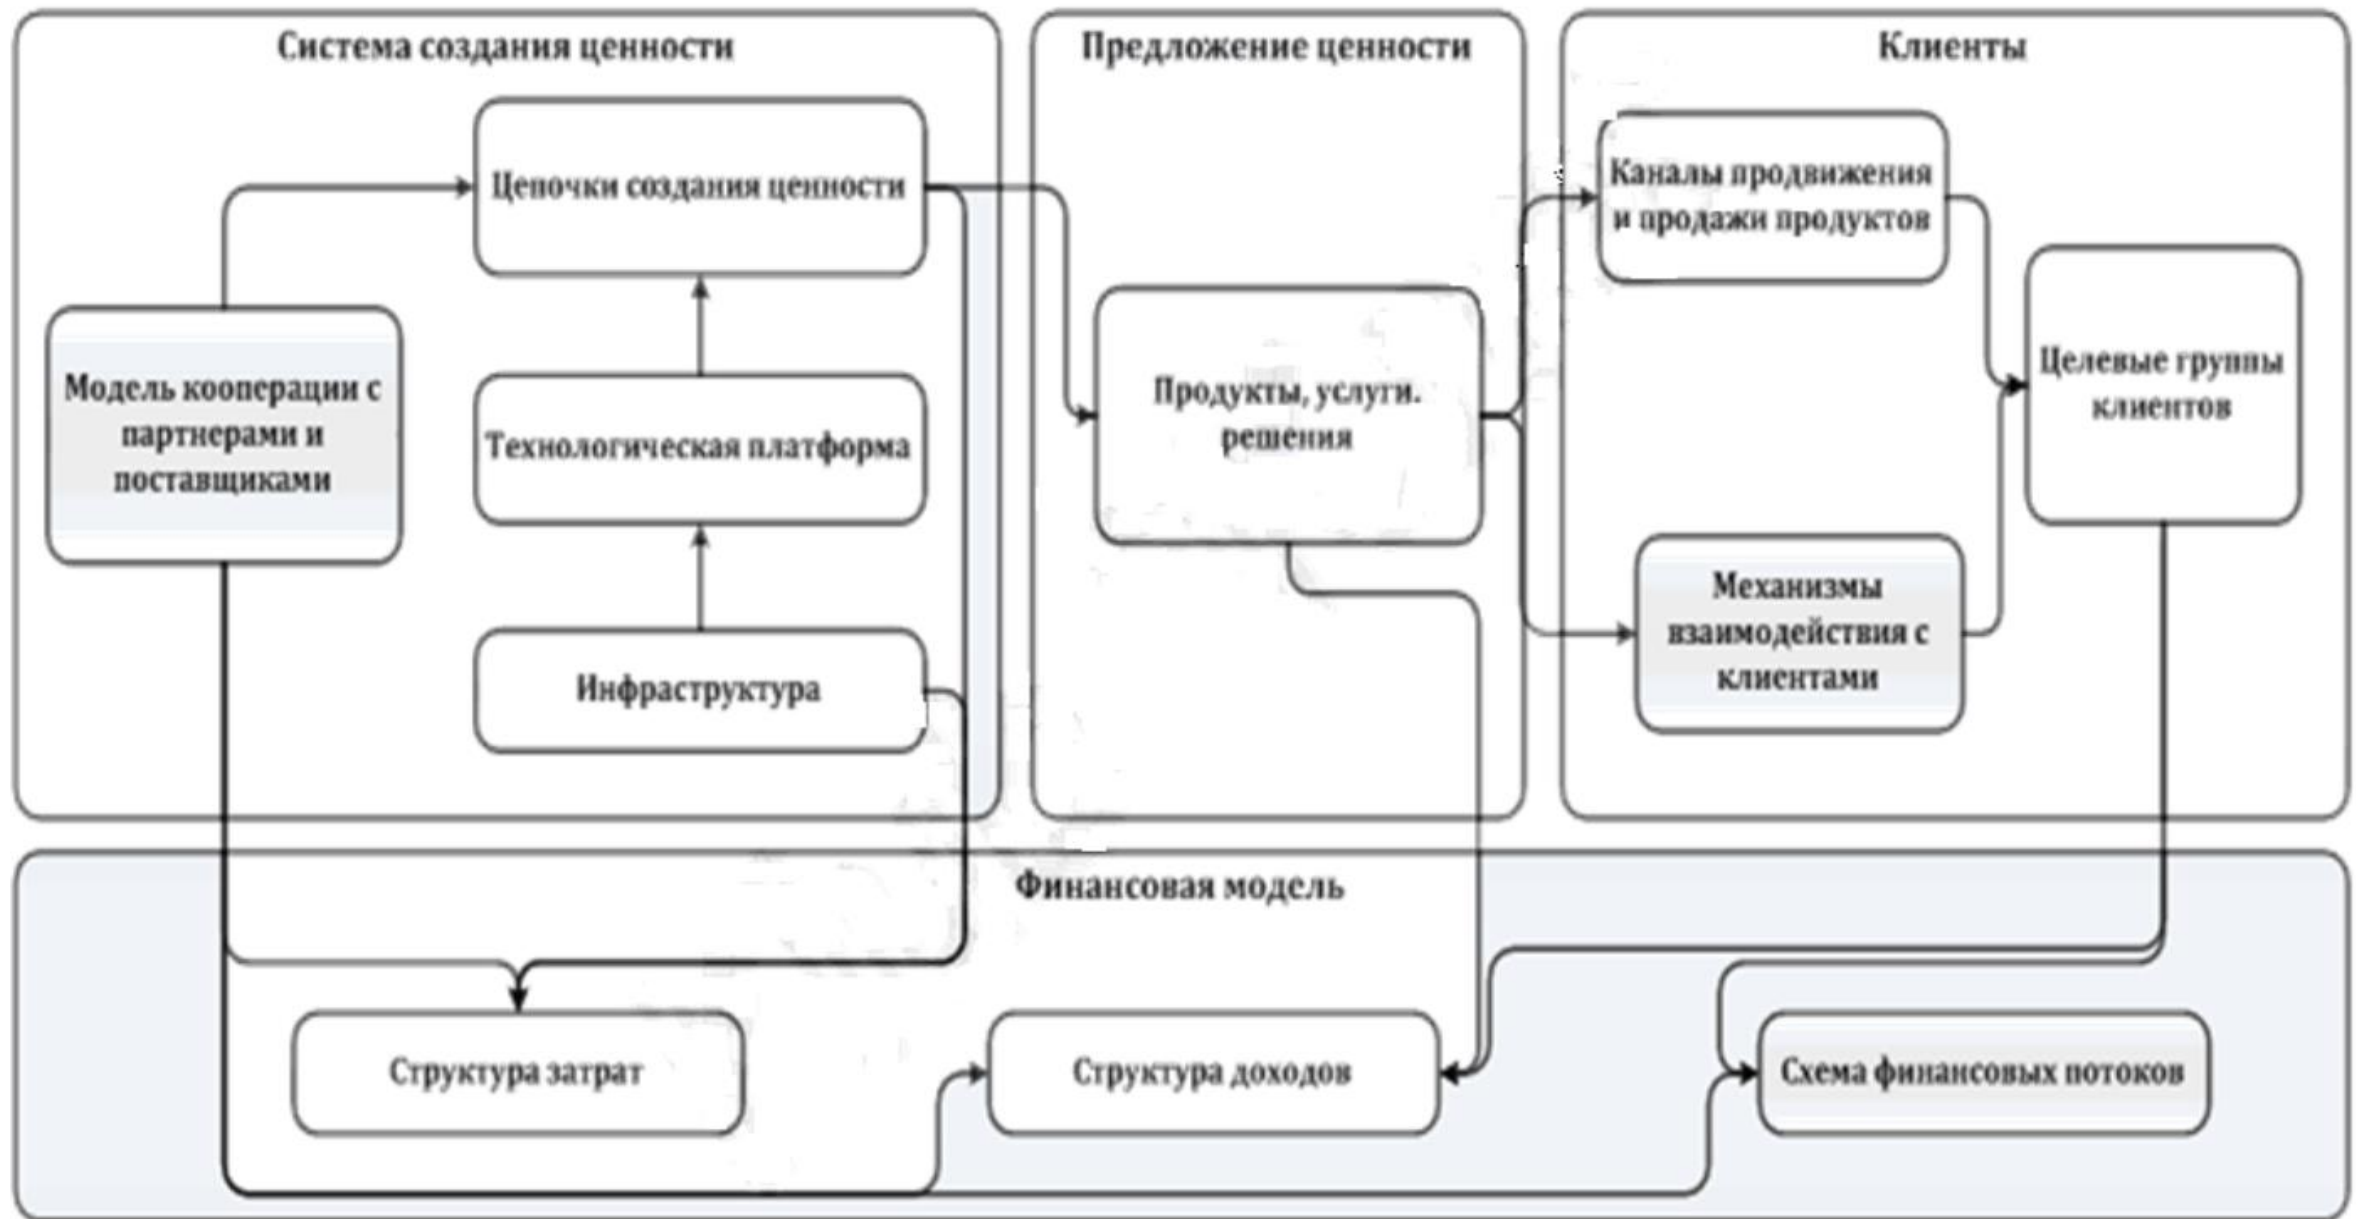 Система создания ценности
Цепочки создания ценности
Модель кооперации с
партнерами и
поставщиками
Технологическая платформа
Инфраструктура
Предложение ценности
Продукты, услуги.
решения
Клиенты
Каналы продвижения
и продажи продуктов
Целевые группы
клиентов
Механизмы
взаимодействия с
клиентами
Финансовая модель
Структура затрат
Структура доходов
Схема финансовых потоков